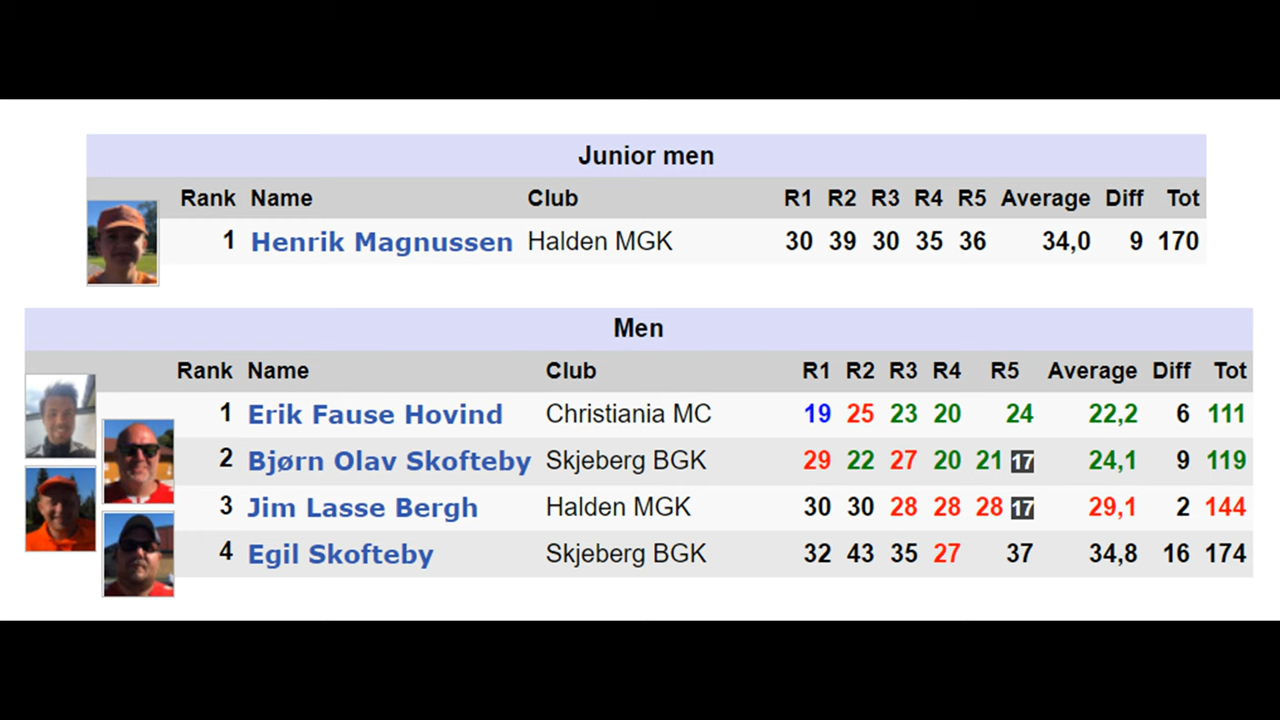 Junior men
Rank Name Club R1 R2 R3 R4 R5 Average Diff Tot
1 Henrik Magnussen Halden MGK 30 39 30 35 36 34,0 9 170
Men
Rank Name Club R1 R2 R3 R4 R5 Average Diff Tot
1 Erik Fause Hovind Christiania MC 19 25 23 20 24 22,2 6 111
2 Bjørn Olav Skofteby Skjeberg BGK 29 22 27 20 21 17 24,1 9 119
3 Jim Lasse Bergh Halden MGK 30 30 28 28 28 17 29,1 2 144
4 Egil Skofteby Skjeberg BGK 32 43 35 27 37 34,8 16 174